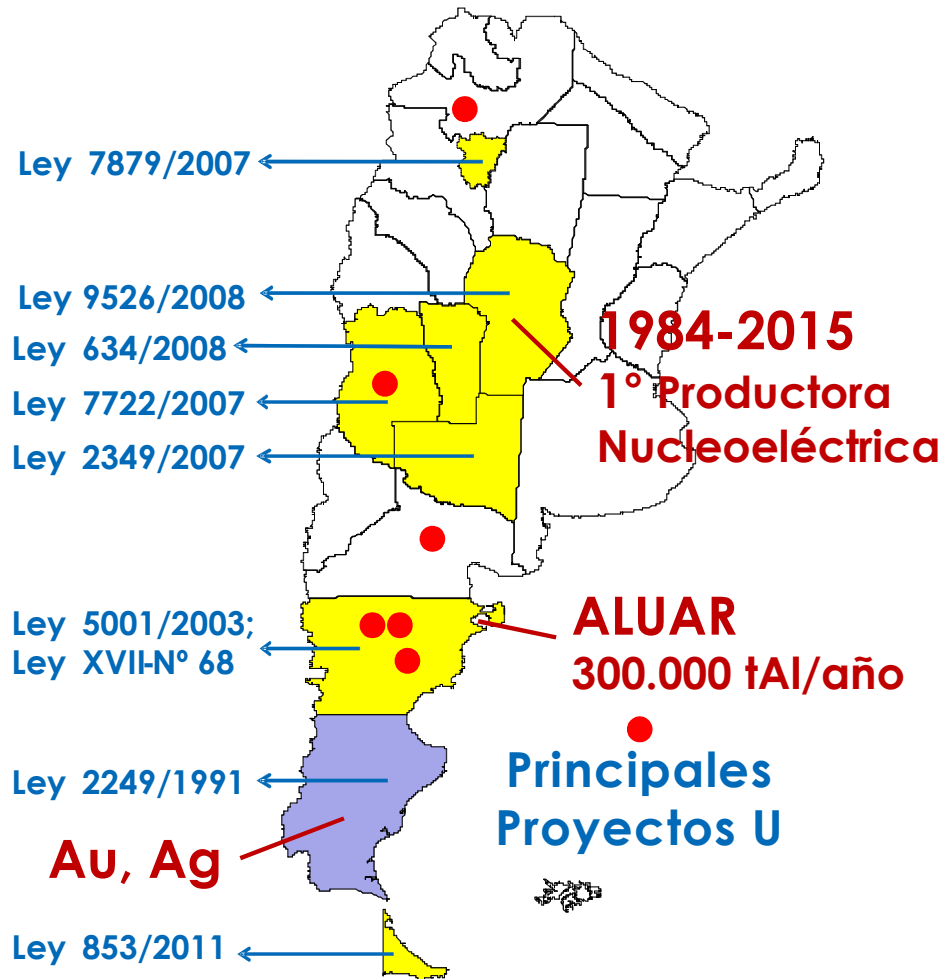 Ley 7879/2007
Ley 9526/2008
1984-2015
Ley 634/2008
1° Productora
Ley 7722/2007
Nucleoeléctrica
Ley 2349/2007
Ley 5001/2003;
Ley XVII-Nº 68
ALUAR
300.000 tAl/año
Ley 2249/1991
Principales
Proyectos U
Au, Ag
Ley 853/2011